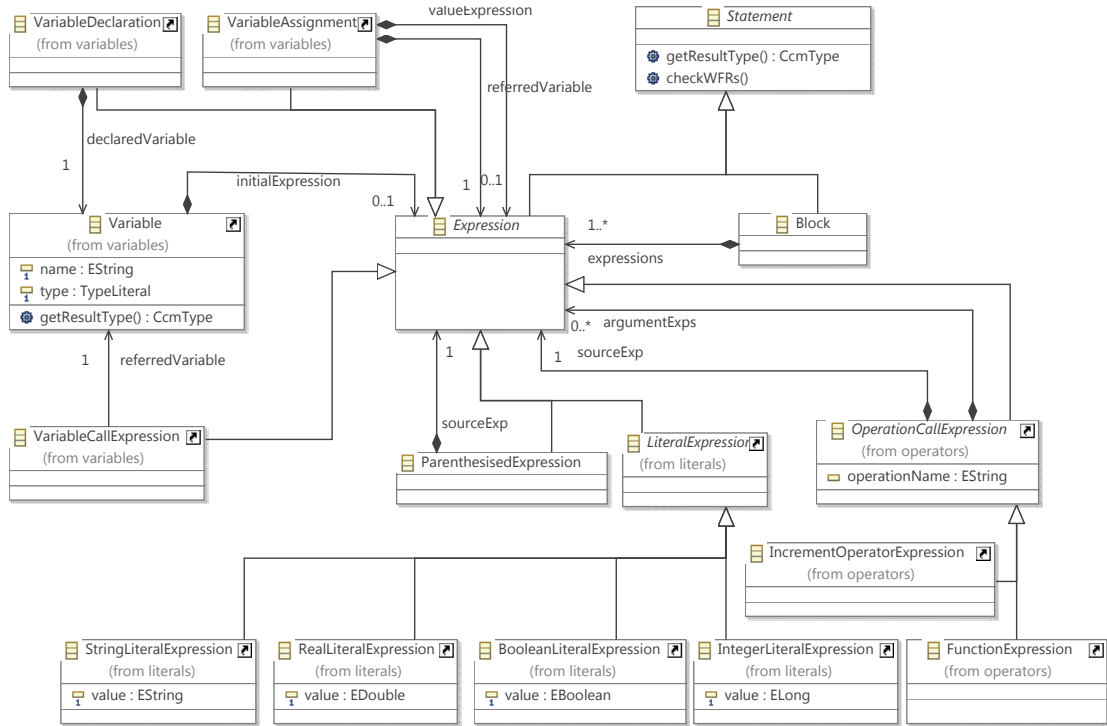 valueExpression
VariableDeclaration
(from variables)
VariableAssignment
(from variables)
Statement
getResultType() : CcmType
checkWFRs()
referredVariable
declaredVariable
1
initialExpression
0..1
1
0..1
Variable
(from variables)
name : EString
type : TypeLiteral
getResultType() : CcmType
Expression
1..*
expressions
Block
0..*
argumentExps
1
sourceExp
1
referredVariable
1
sourceExp
VariableCallExpression
(from variables)
ParenthesisedExpression
LiteralExpression
(from literals)
OperationCallExpression
(from operators)
operationName : EString
IncrementOperatorExpression
(from operators)
StringLiteralExpression
(from literals)
value : EString
RealLiteralExpression
(from literals)
value : EDouble
BooleanLiteralExpression
(from literals)
value : EBoolean
IntegerLiteralExpression
(from literals)
value : ELong
FunctionExpression
(from operators)